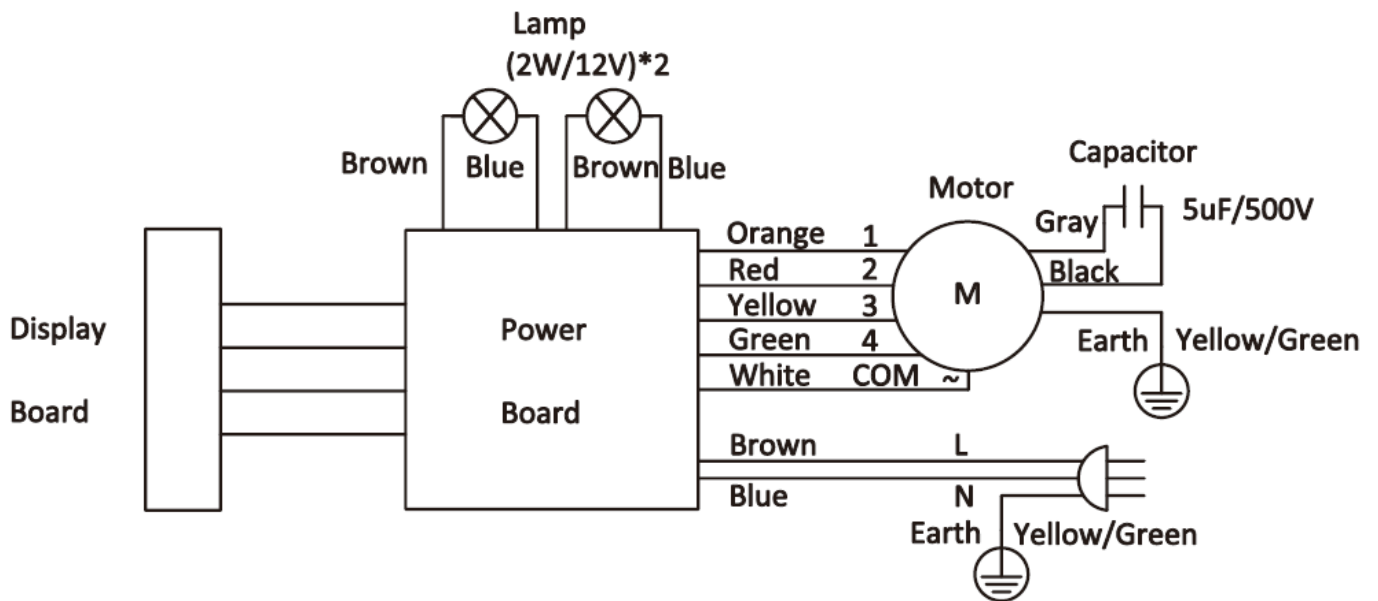 Lamp
(2W/12V)*2
Brown Blue Brown Blue
Capacitor
5uF/500V
Motor
Gray
Black
M
Orange 1
Red 2
Yellow 3
Green 4
White COM ~
Earth Yellow/Green
Display
Board
Power
Board
Brown L
Blue N
Earth Yellow/Green